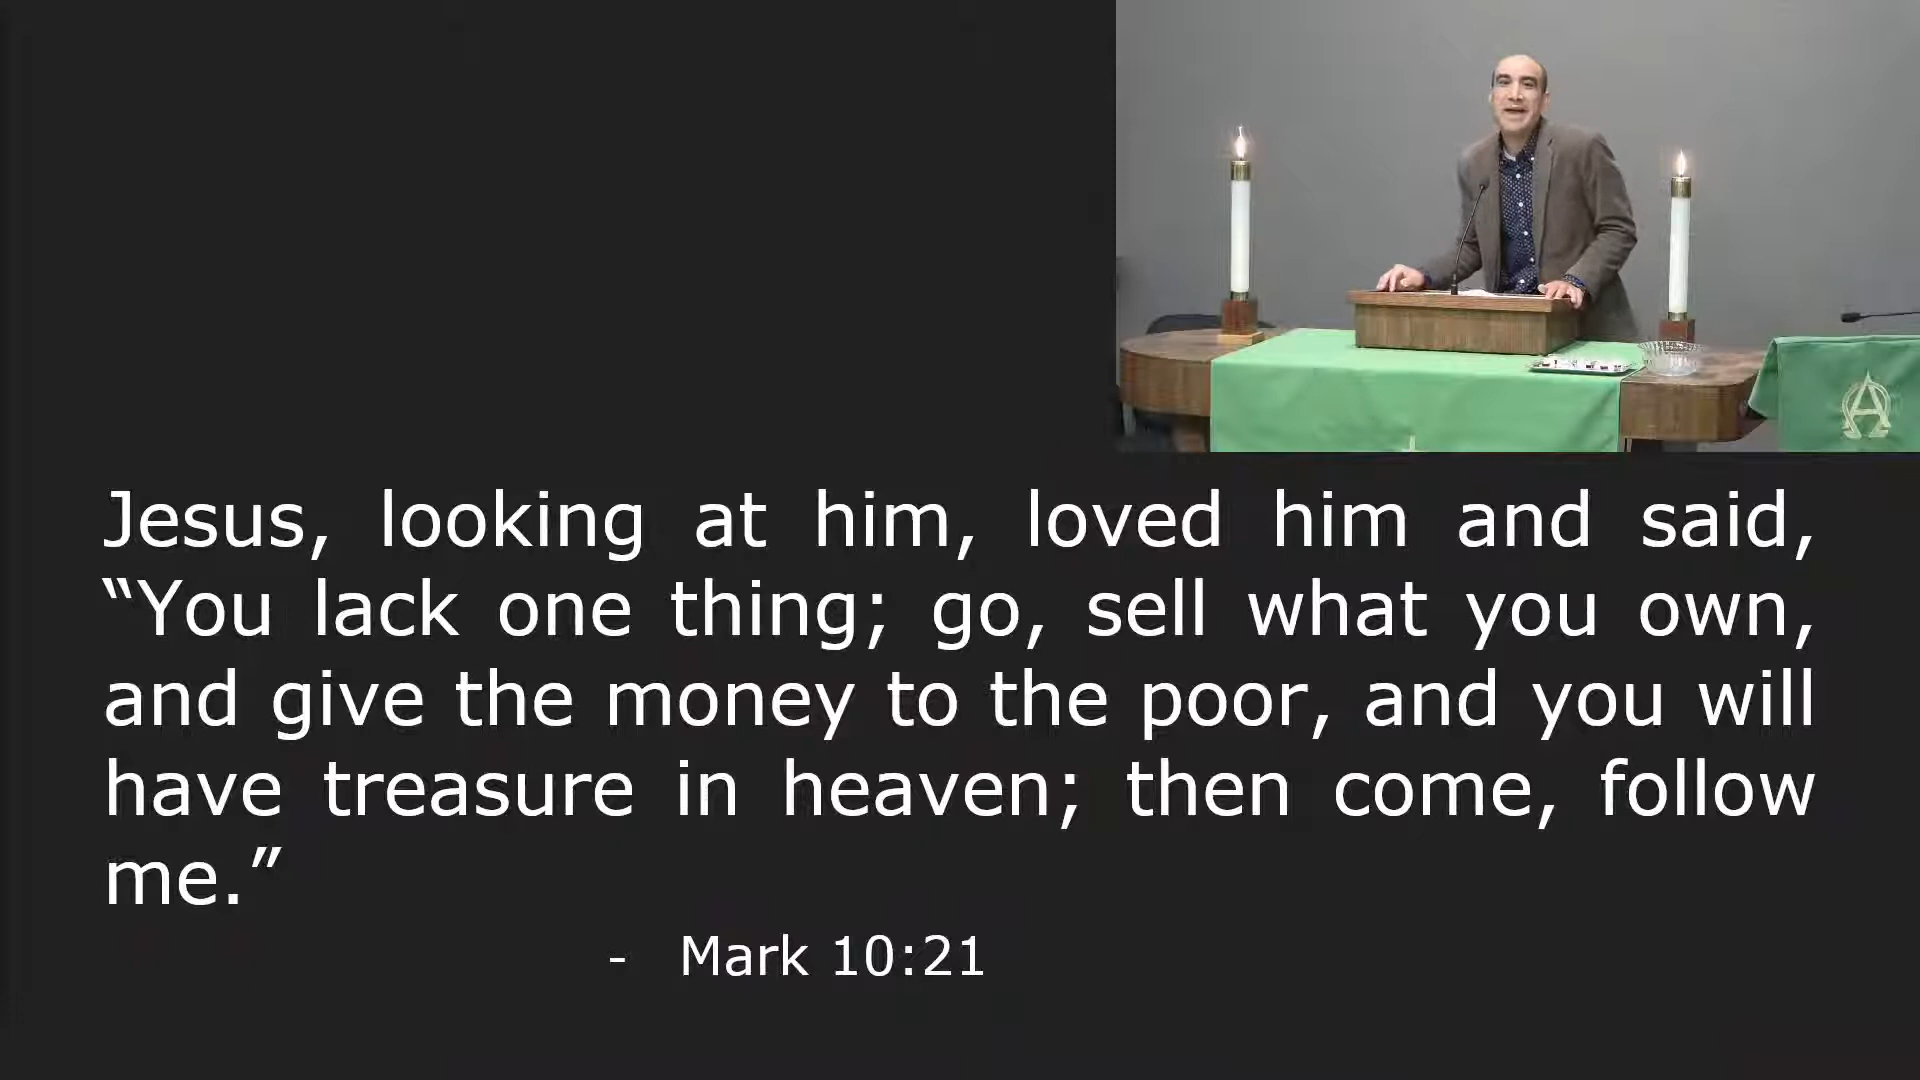 Jesus, looking at him, loved him and said,
“You lack one thing; go, sell what you own,
and give the money to the poor, and you will
have treasure in heaven; then come, follow
me.”
- Mark 10:21